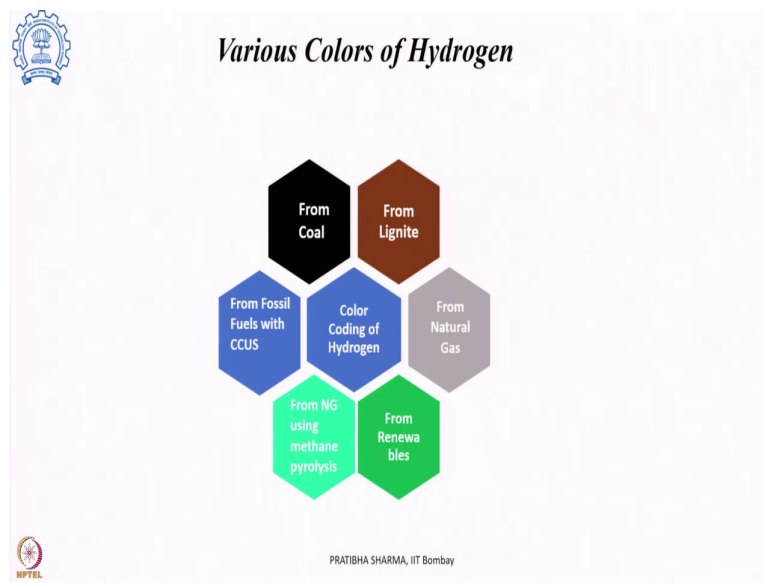 Various Colors of Hydrogen
From
Coal
From
Lignite
From Fossil
Fuels with
CCUS
Color
Coding of
Hydrogen
From
Natural
Gas
From NG
using
methane
pyrolysis
From
Renewa
bles
NPTEL
PRATIBHA SHARMA, IIT Bombay